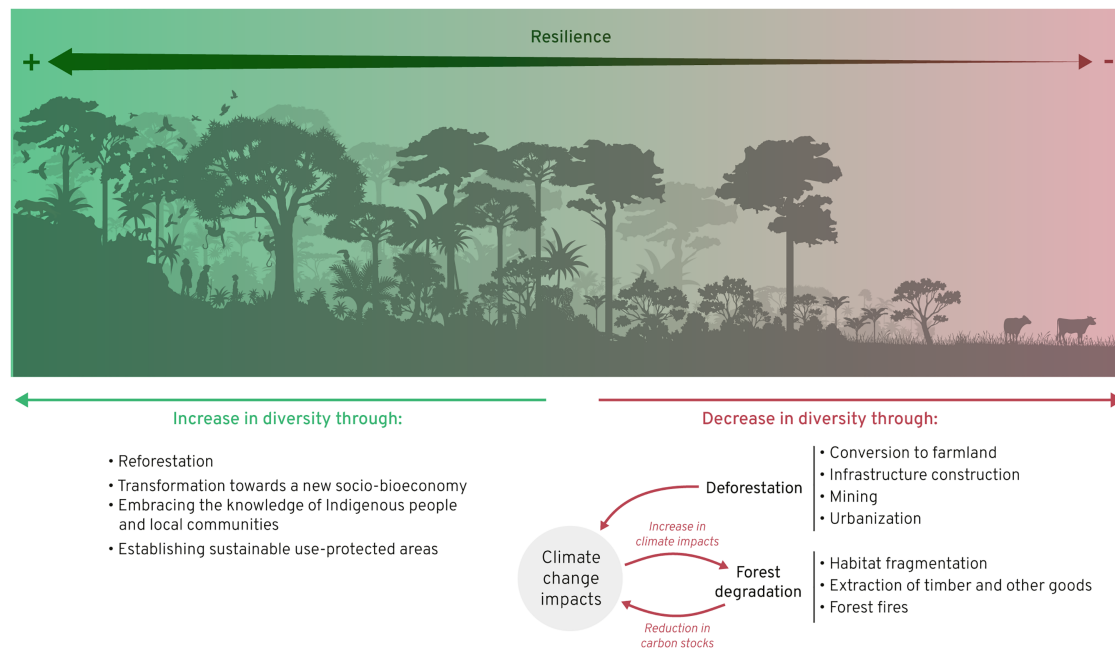 Resilience
+
-
Increase in diversity through:
• Reforestation
• Transformation towards a new socio-bioeconomy
• Embracing the knowledge of Indigenous people
and local communities
• Establishing sustainable use-protected areas
Decrease in diversity through:
Deforestation
• Conversion to farmland
• Infrastructure construction
• Mining
• Urbanization
Climate
change
impacts
Increase in
climate impacts
Reduction in
carbon stocks
Forest
degradation
• Habitat fragmentation
• Extraction of timber and other goods
• Forest fires